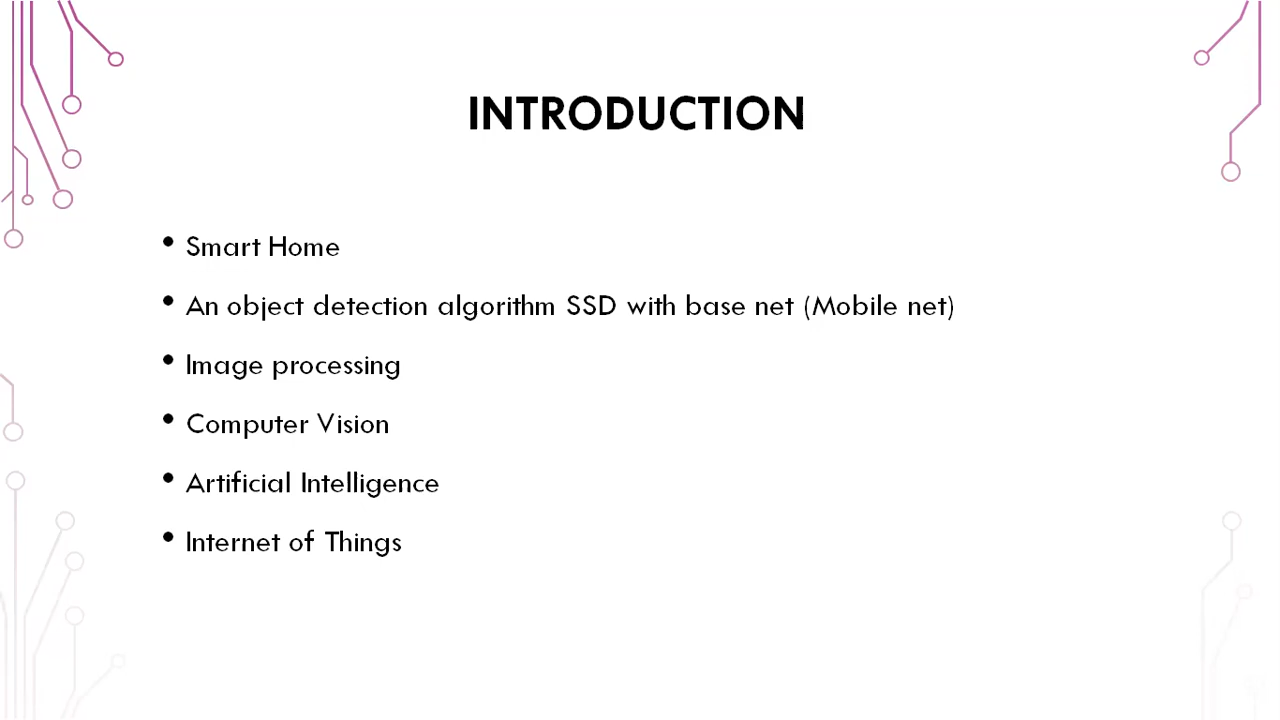 INTRODUCTION
• Smart Home
• An object detection algorithm SSD with base net (Mobile net)
• Image processing
• Computer Vision
• Artificial Intelligence
• Internet of Things